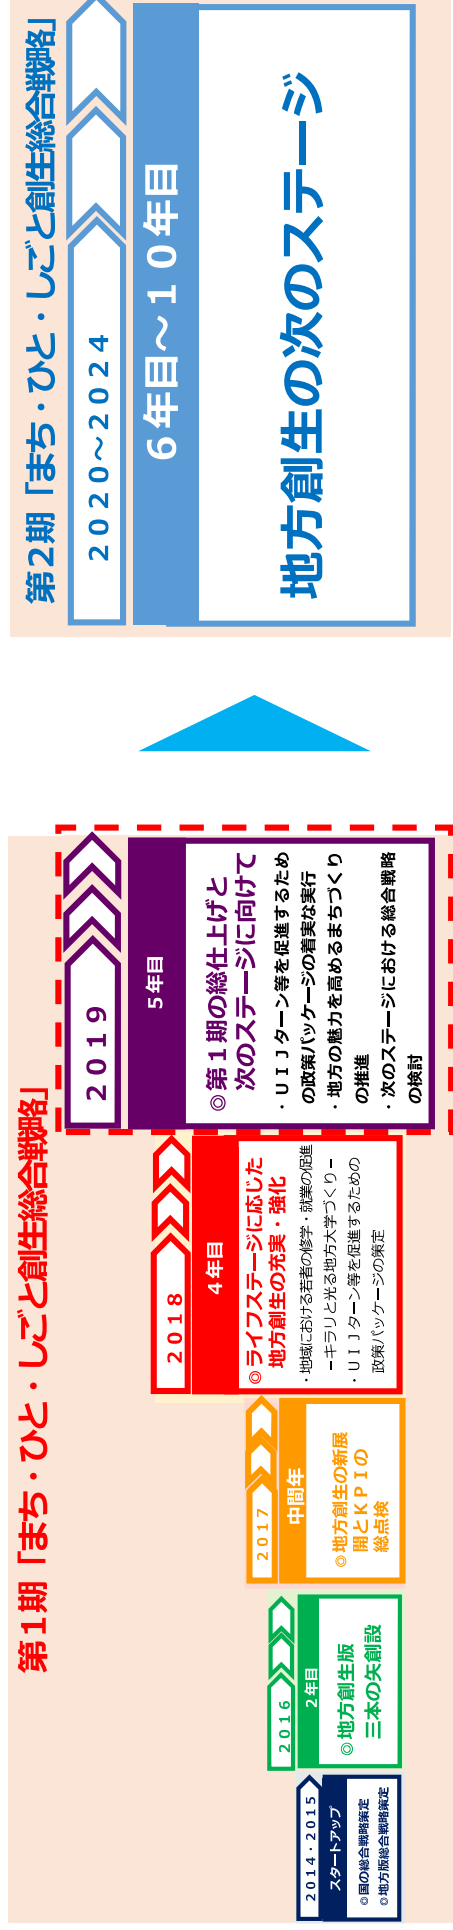 第1期「まち・ひと・しごと創生総合戦略」
２０１４・２０１５
スタートアップ
◎国の総合戦略策定
◎地方版総合戦略策定
２０１６
２年目
◎地方創生版
三本の矢創設
２０１７
中間年
◎地方創生の新展
開とＫＰＩの
総点検
２０１８
４年目
◎ライフステージに応じた
地方創生の充実・強化
・地域における若者の修学・就業の促進
－キラリと光る地方大学づくり－
・ＵＩＪターン等を促進するための
政策パッケージの策定
２０１９
５年目
◎第１期の総仕上げと
次のステージに向けて
・ＵＩＪターン等を促進するため
の政策パッケージの着実な実行
・地方の魅力を高めるまちづくり
の推進
・次のステージにおける総合戦略
の検討
第2期「まち・ひと・しごと創生総合戦略」
２０２０～２０２４
６年目～１０年目
地方創生の次のステージ